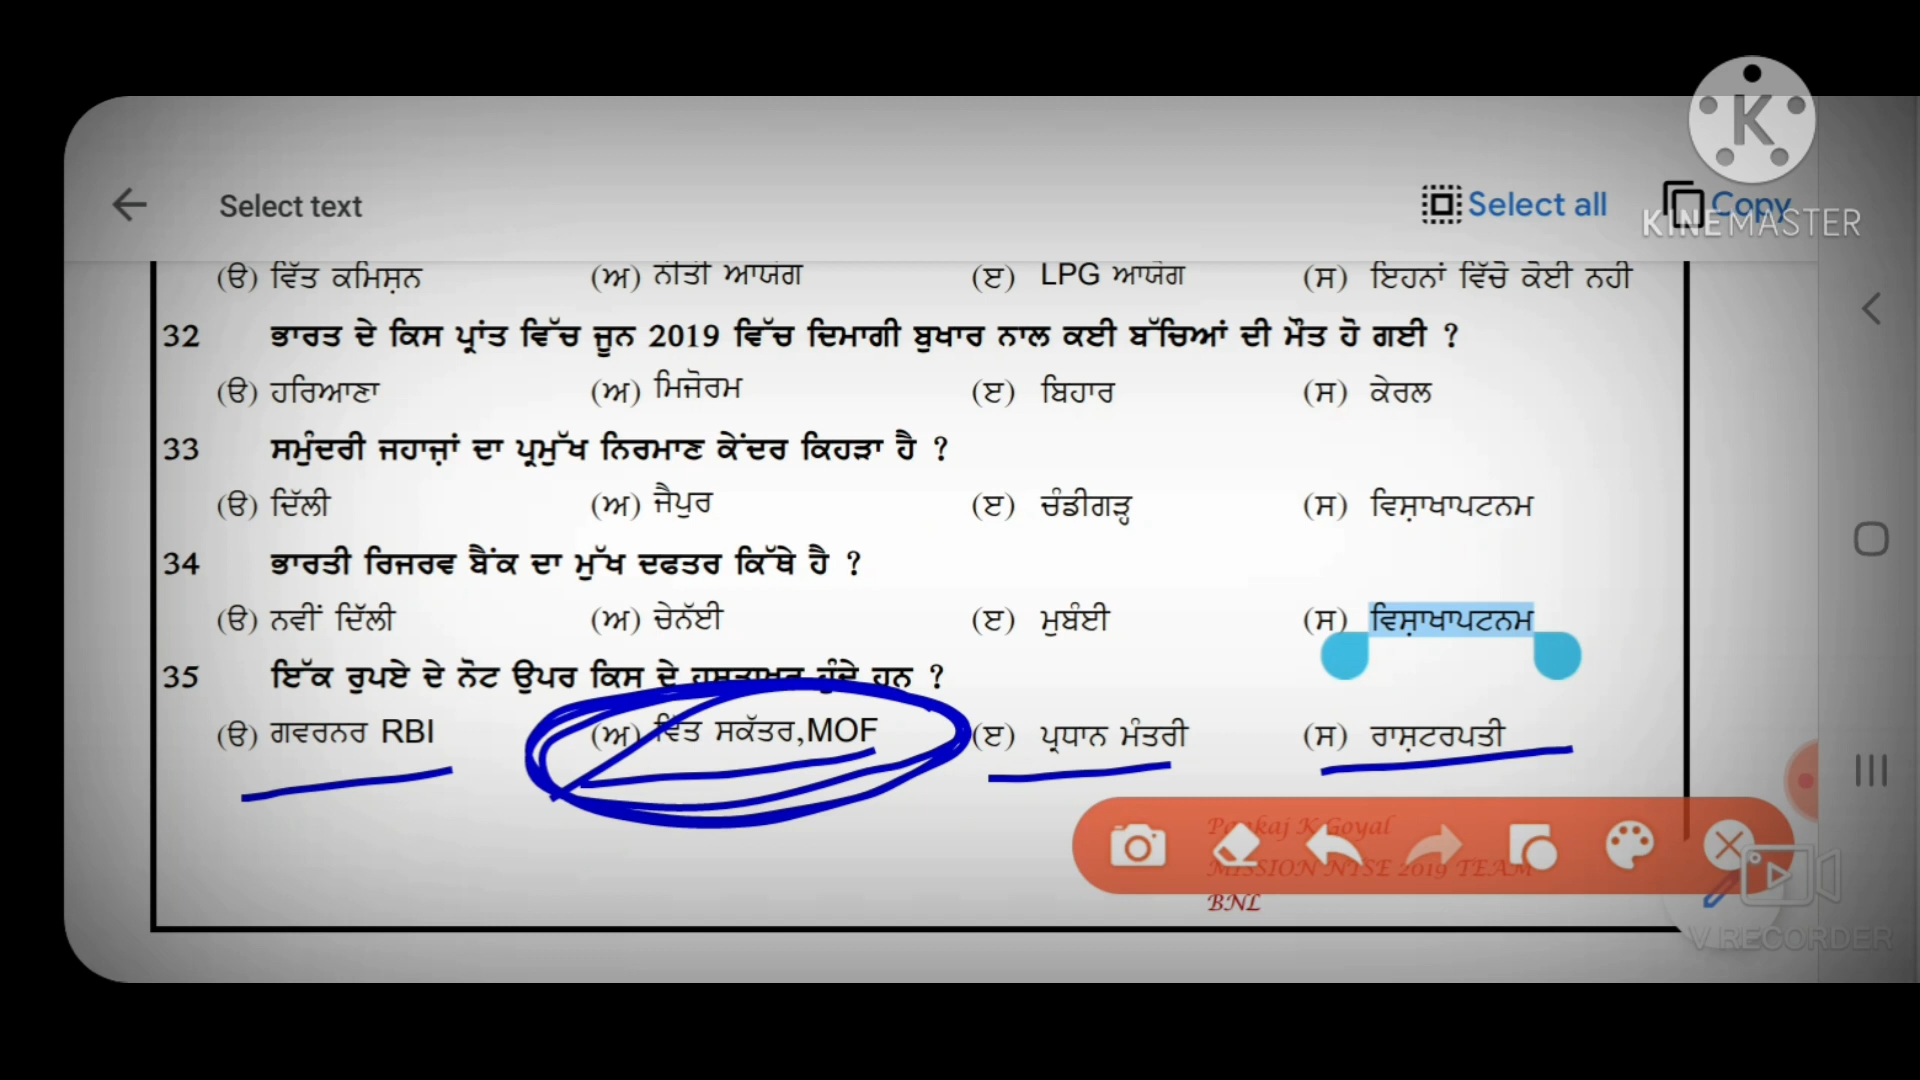 Select text
Select all
Copy
KINEMASTER
(ੳ) ਵਿੱਤ ਕਮਿਸ਼ਨ (ਅ) ਨੀਤੀ ਆਯੋਗ (ੲ) LPG ਆਯੋਗ (ਸ) ਇਹਨਾਂ ਵਿੱਚੋ ਕੋਈ ਨਹੀ
32 ਭਾਰਤ ਦੇ ਕਿਸ ਪ੍ਰਾਂਤ ਵਿੱਚ ਜੂਨ 2019 ਵਿੱਚ ਦਿਮਾਗੀ ਬੁਖਾਰ ਨਾਲ ਕਈ ਬੱਚਿਆਂ ਦੀ ਮੌਤ ਹੋ ਗਈ ?
(ੳ) ਹਰਿਆਣਾ (ਅ) ਮਿਜੋਰਮ (ੲ) ਬਿਹਾਰ (ਸ) ਕੇਰਲ
33 ਸਮੁੰਦਰੀ ਜਹਾਜ਼ਾਂ ਦਾ ਪ੍ਰਮੁੱਖ ਨਿਰਮਾਣ ਕੇਂਦਰ ਕਿਹੜਾ ਹੈ ?
(ੳ) ਦਿੱਲੀ (ਅ) ਜੈਪੁਰ (ੲ) ਚੰਡੀਗੜ੍ਹ (ਸ) ਵਿਸ਼ਾਖਾਪਟਨਮ
34 ਭਾਰਤੀ ਰਿਜਰਵ ਬੈਂਕ ਦਾ ਮੁੱਖ ਦਫਤਰ ਕਿੱਥੇ ਹੈ ?
(ੳ) ਨਵੀਂ ਦਿੱਲੀ (ਅ) ਚੇਨੱਈ (ੲ) ਮੁਬੰਈ (ਸ) ਵਿਸ਼ਾਖਾਪਟਨਮ
35 ਇੱਕ ਰੁਪਏ ਦੇ ਨੋਟ ਉਪਰ ਕਿਸ ਦੇ ਹਸਤਾਖਰ ਹੁੰਦੇ ਹਨ ?
(ੳ) ਗਵਰਨਰ RBI (ਅ) ਵਿੱਤ ਸਕੱਤਰ,MOF (ੲ) ਪ੍ਰਧਾਨ ਮੰਤਰੀ (ਸ) ਰਾਸ਼ਟਰਪਤੀ
Pankaj K Goyal
MISSION NTSE 2019 TEAM
BNL
V RECORDER